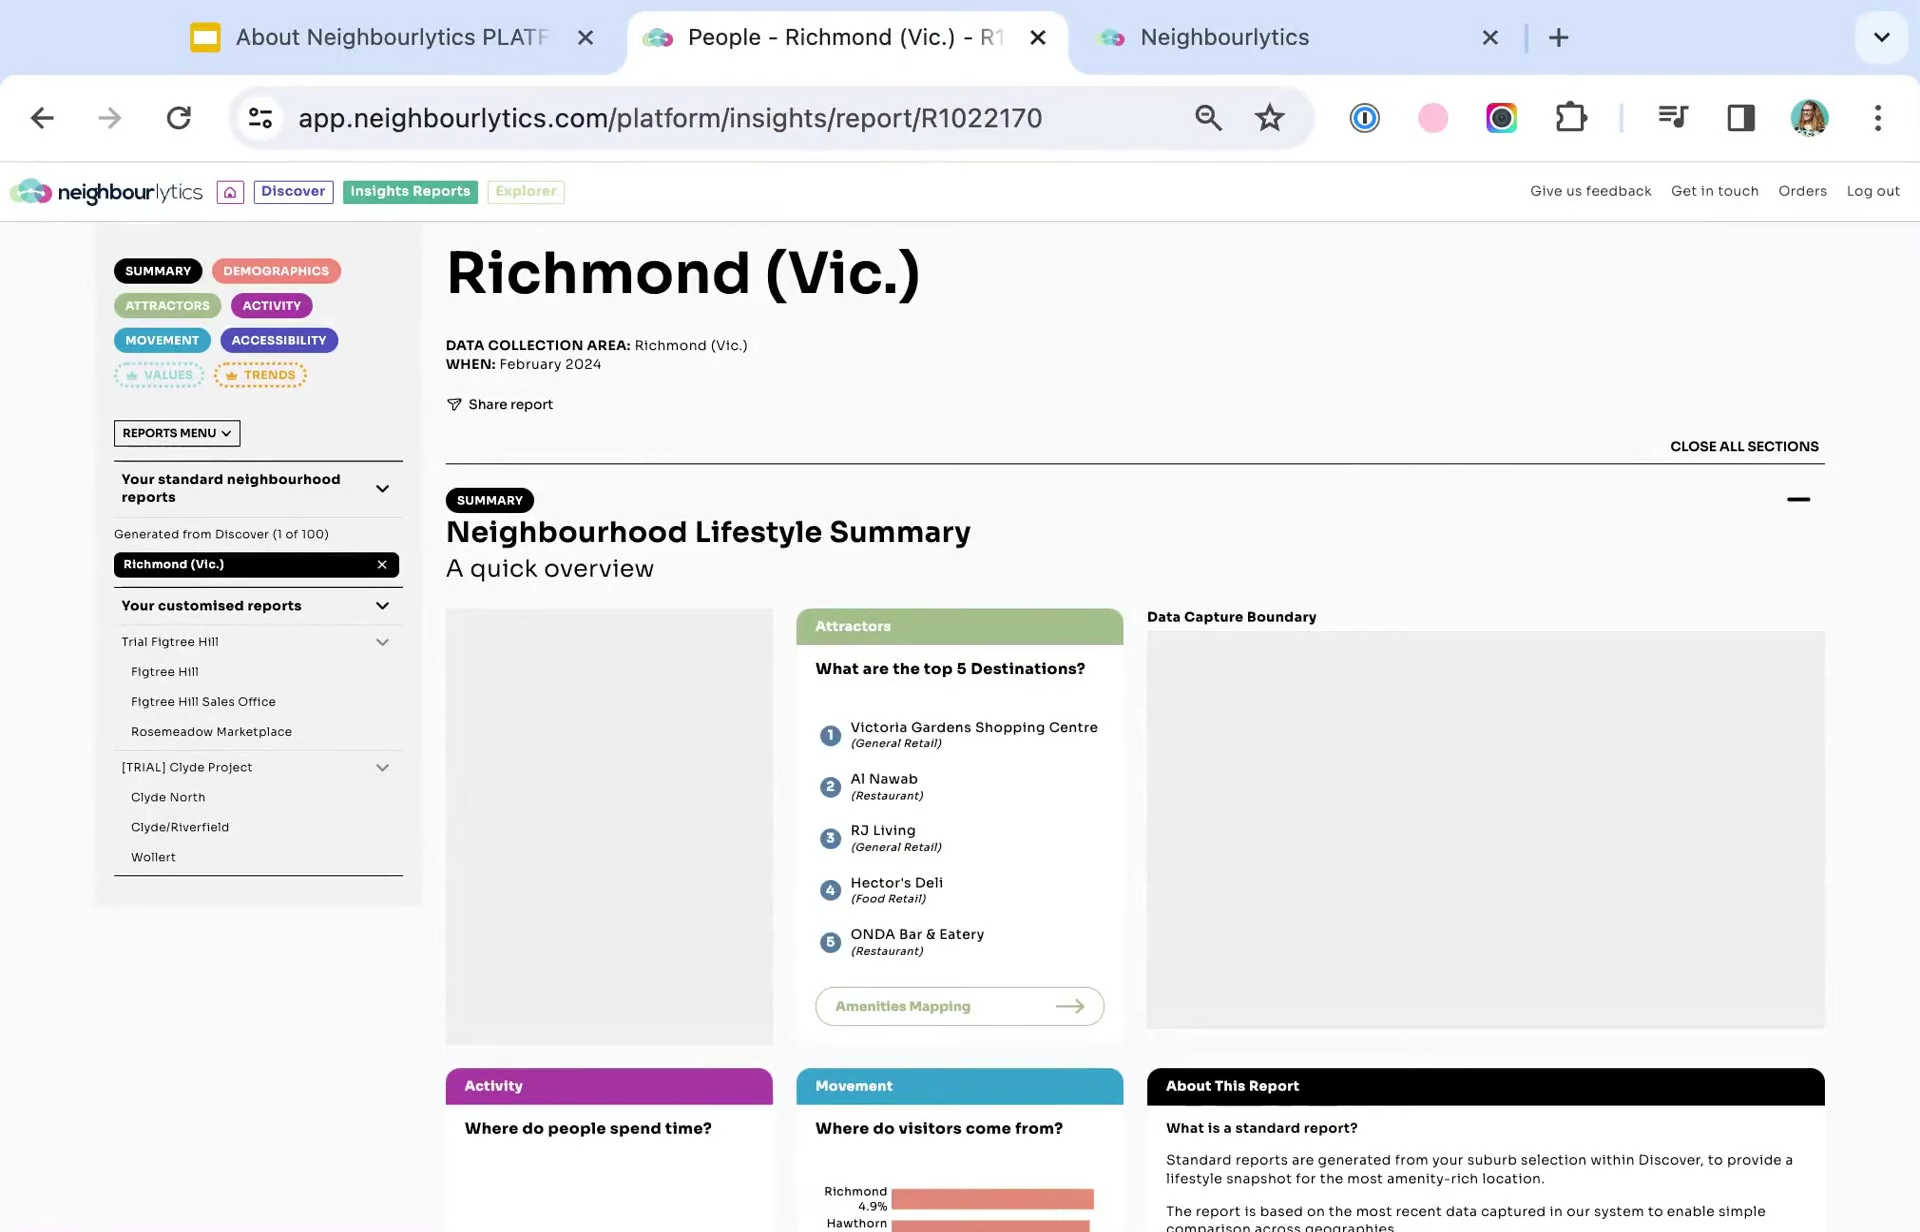 About Neighbourlytics PLATF
People - Richmond (Vic.) - R1
Neighbourlytics
app.neighbourlytics.com/platform/insights/report/R1022170
neighbourlytics
Discover
Insights Reports
Explorer
Give us feedback
Get in touch
Orders
Log out
SUMMARY
DEMOGRAPHICS
ATTRACTORS
ACTIVITY
MOVEMENT
ACCESSIBILITY
VALUES
TRENDS
REPORTS MENU
Your standard neighbourhood
reports
Generated from Discover (1 of 100)
Richmond (Vic.)
Your customised reports
Trial Figtree Hill
Figtree Hill
Figtree Hill Sales Office
Rosemeadow Marketplace
[TRIAL] Clyde Project
Clyde North
Clyde/Riverfield
Wollert
Richmond (Vic.)
DATA COLLECTION AREA: Richmond (Vic.)
WHEN: February 2024
Share report
CLOSE ALL SECTIONS
SUMMARY
Neighbourhood Lifestyle Summary
A quick overview
Attractors
What are the top 5 Destinations?
1 Victoria Gardens Shopping Centre
(General Retail)
2 Al Nawab
(Restaurant)
3 RJ Living
(General Retail)
4 Hector's Deli
(Food Retail)
5 ONDA Bar & Eatery
(Restaurant)
Amenities Mapping
Data Capture Boundary
Activity
Where do people spend time?
Movement
Where do visitors come from?
Richmond
4.9%
Hawthorn
About This Report
What is a standard report?
Standard reports are generated from your suburb selection within Discover, to provide a
lifestyle snapshot for the most amenity-rich location.
The report is based on the most recent data captured in our system to enable simple
comparison across geographies.